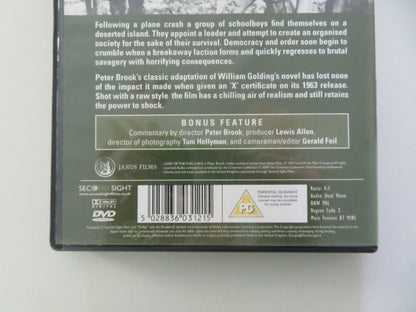 Following a plane crash a group of schoolboys find themselves on
a deserted island. They appoint a leader and attempt to create an organised
society for the sake of their survival. Democracy and order soon begin to
crumble when a breakaway faction forms and quickly regresses to brutal
savagery with horrifying consequences.
Peter Brook's classic adaptation of William Golding's novel has lost none
of the impact it made when given an 'X' certificate on its 1963 release.
Shot with a raw style the film has a chilling air of realism and still retains
the power to shock.
BONUS FEATURE
Commentary by director Peter Brook, producer Lewis Allen,
director of photography Tom Hollyman, and cameraman/editor Gerald Feil
JANUS FILMS
SECOND SIGHT
www.secondsightfilms.co.uk
DOLBY
DIGITAL
DVD
VIDEO
5 028836 031215
PARENTAL GUIDANCE
PG
Ratio: 4:3
Audio: Dual Mono
B&W PAL
Region Code 2
Main Feature 87 MINS